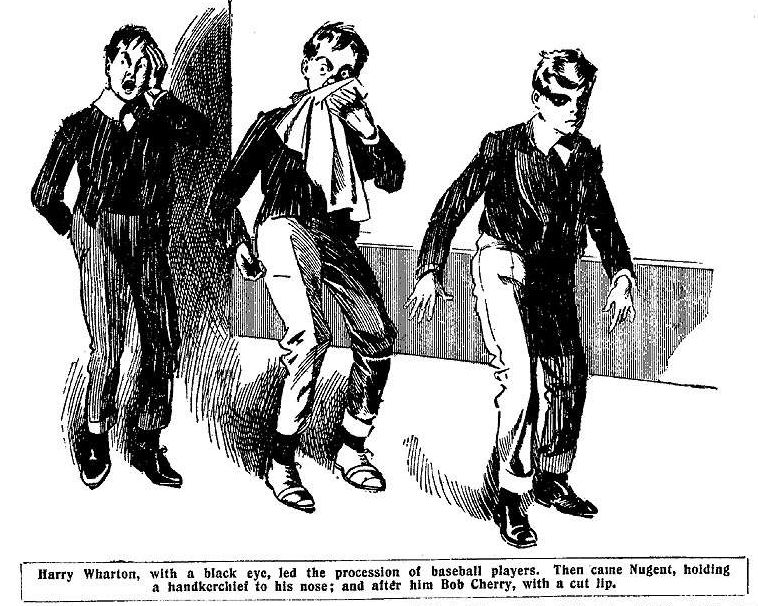 Harry Wharton, with a black eye, led the procession of baseball players. Then came Nugent, holding
a handkerchief to his nose; and after him Bob Cherry, with a cut lip.